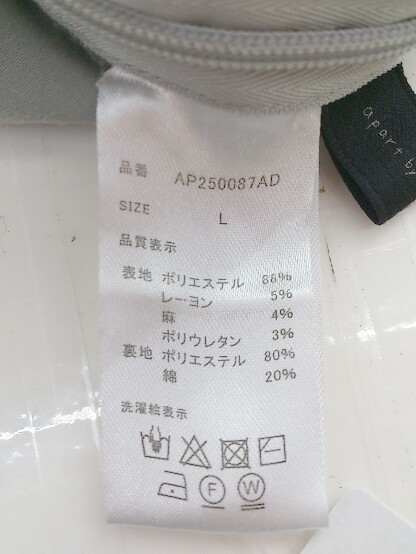 apart by
品番 AP250087AD
SIZE L
品質表示
表地 ポリエステル 88%
レーヨン 5%
麻 4%
ポリウレタン 3%
裏地 ポリエステル 80%
綿 20%
洗濯絵表示
F W